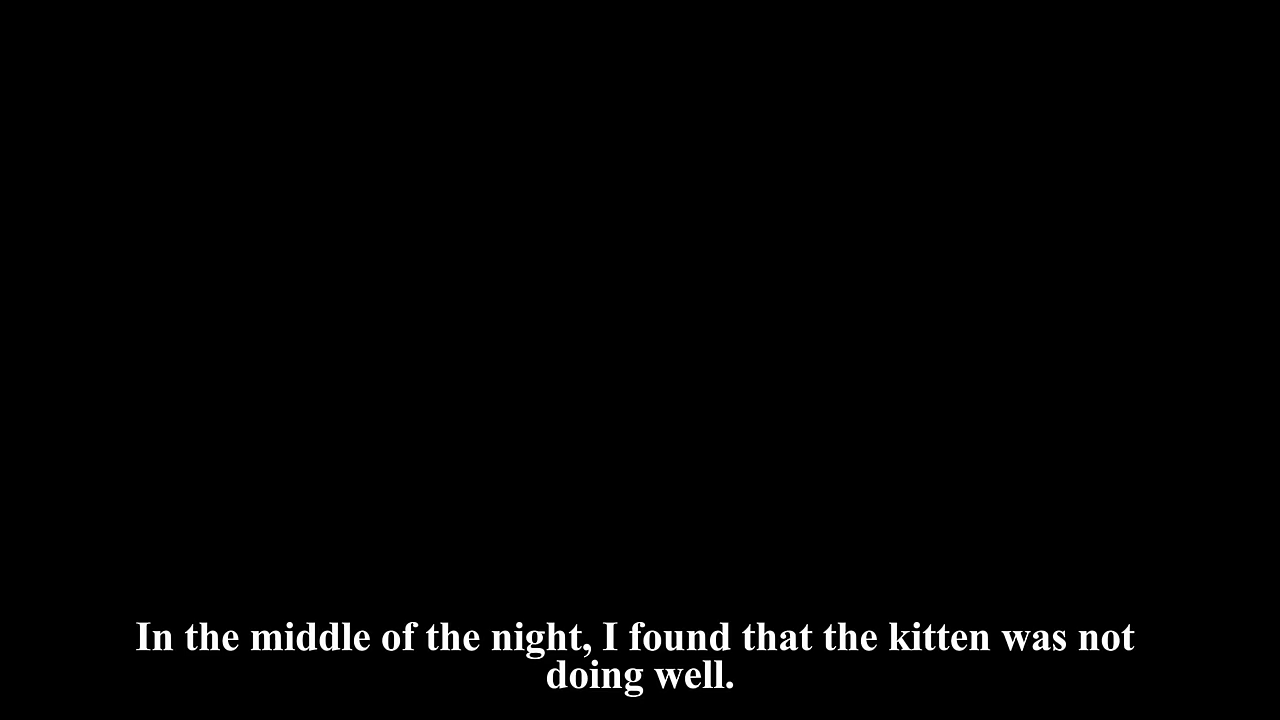 In the middle of the night, I found that the kitten was not
doing well.